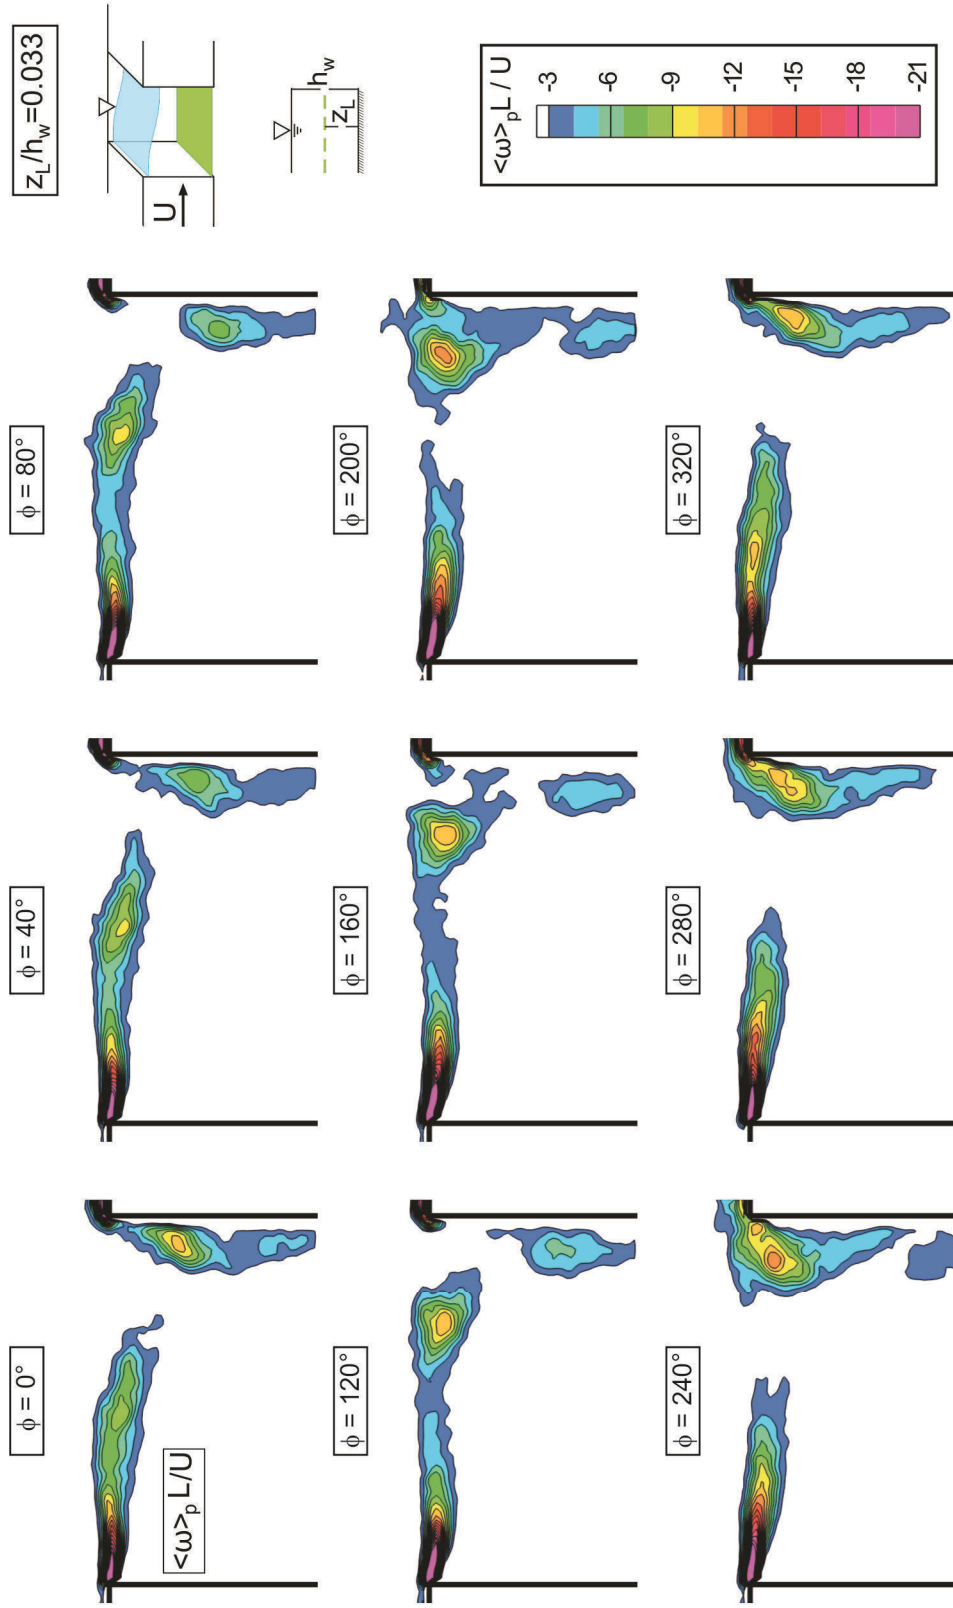 z_L/h_w=0.033
U
h_w
z_L
<ω>_p L / U
-3
-6
-9
-12
-15
-18
-21
ϕ = 0°
ϕ = 40°
ϕ = 80°
<ω>_p L/U
ϕ = 120°
ϕ = 160°
ϕ = 200°
ϕ = 240°
ϕ = 280°
ϕ = 320°